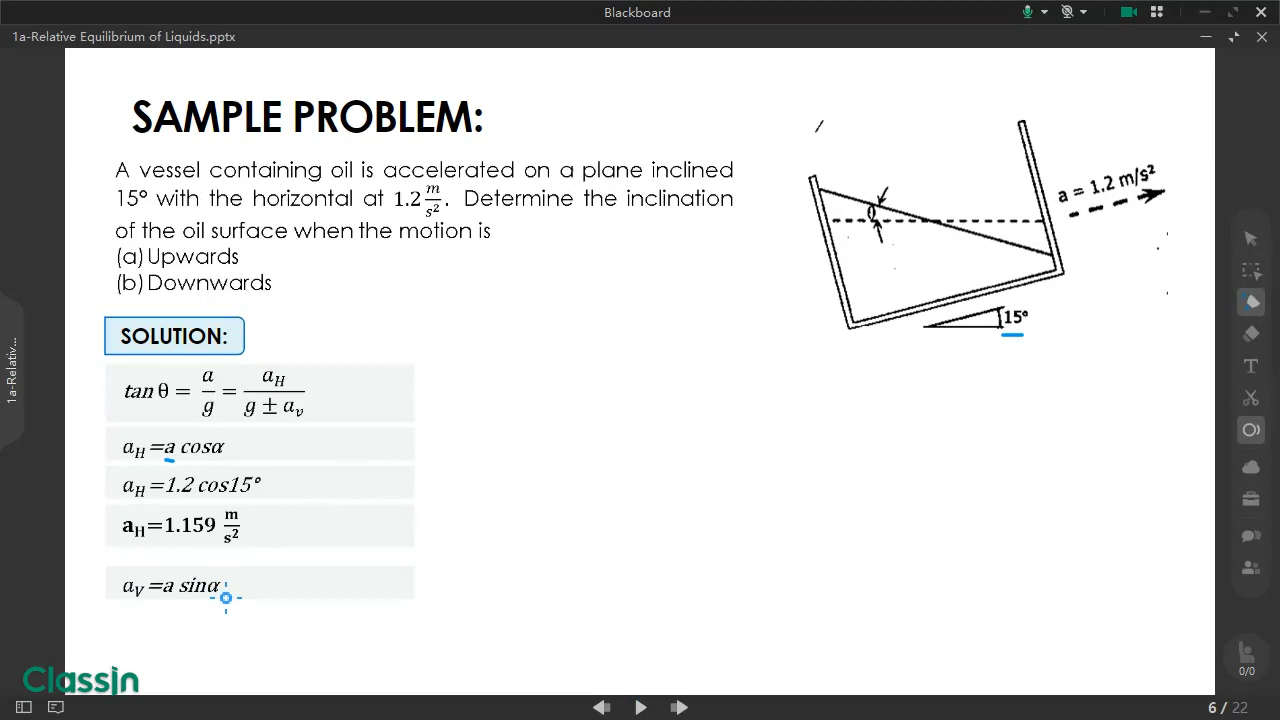 Blackboard
1a-Relative Equilibrium of Liquids.pptx
SAMPLE PROBLEM:
A vessel containing oil is accelerated on a plane inclined
15° with the horizontal at 1.2 m/s². Determine the inclination
of the oil surface when the motion is
(a) Upwards
(b) Downwards
a = 1.2 m/s²
θ
15°
SOLUTION:
tan θ = a/g = a_H/(g ± a_v)
a_H =a cosα
a_H =1.2 cos15°
a_H=1.159 m/s²
a_V =a sinα
1a-Relativ...
T
0/0
ClassIn
6 / 22